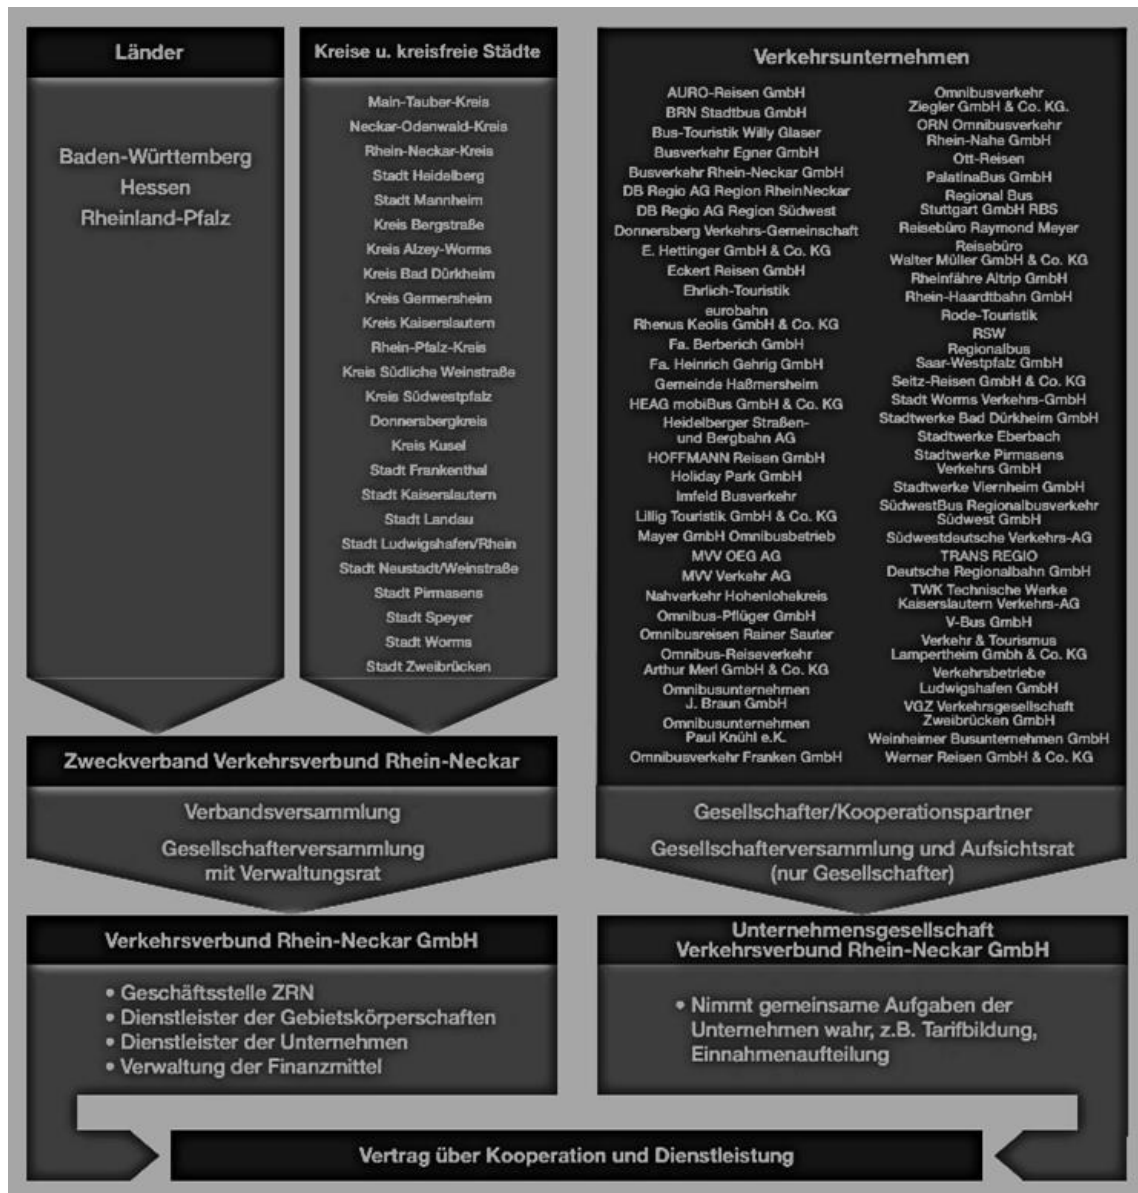 Länder
Baden-Württemberg
Hessen
Rheinland-Pfalz
Kreise u. kreisfreie Städte
Main-Tauber-Kreis
Neckar-Odenwald-Kreis
Rhein-Neckar-Kreis
Stadt Heidelberg
Stadt Mannheim
Kreis Bergstraße
Kreis Alzey-Worms
Kreis Bad Dürkheim
Kreis Germersheim
Kreis Kaiserslautern
Rhein-Pfalz-Kreis
Kreis Südliche Weinstraße
Kreis Südwestpfalz
Donnersbergkreis
Kreis Kusel
Stadt Frankenthal
Stadt Kaiserslautern
Stadt Landau
Stadt Ludwigshafen/Rhein
Stadt Neustadt/Weinstraße
Stadt Pirmasens
Stadt Speyer
Stadt Worms
Stadt Zweibrücken
Verkehrsunternehmen
AURO-Reisen GmbH
BRN Stadtbus GmbH
Bus-Touristik Willy Glaser
Busverkehr Egner GmbH
Busverkehr Rhein-Neckar GmbH
DB Regio AG Region RheinNeckar
DB Regio AG Region Südwest
Donnersberg Verkehrs-Gemeinschaft
E. Hettinger GmbH & Co. KG
Eckert Reisen GmbH
Ehrlich-Touristik
eurobahn
Rhenus Keolis GmbH & Co. KG
Fa. Berberich GmbH
Fa. Heinrich Gehrig GmbH
Gemeinde Haßmersheim
HEAG mobiBus GmbH & Co. KG
Heidelberger Straßen-
und Bergbahn AG
HOFFMANN Reisen GmbH
Holiday Park GmbH
Imfeld Busverkehr
Lillig Touristik GmbH & Co. KG
Mayer GmbH Omnibusbetrieb
MVV OEG AG
MVV Verkehr AG
Nahverkehr Hohenlohekreis
Omnibus-Pflüger GmbH
Omnibusreisen Rainer Sauter
Omnibus-Reiseverkehr
Arthur Merl GmbH & Co. KG
Omnibusunternehmen
J. Braun GmbH
Omnibusunternehmen
Paul Knühl e.K.
Omnibusverkehr Franken GmbH
Omnibusverkehr
Ziegler GmbH & Co. KG.
ORN Omnibusverkehr
Rhein-Nahe GmbH
Ott-Reisen
PalatinaBus GmbH
Regional Bus
Stuttgart GmbH RBS
Reisebüro Raymond Meyer
Reisebüro
Walter Müller GmbH & Co. KG
Rheinfähre Altrip GmbH
Rhein-Haardtbahn GmbH
Rode-Touristik
RSW
Regionalbus
Saar-Westpfalz GmbH
Seitz-Reisen GmbH & Co. KG
Stadt Worms Verkehrs-GmbH
Stadtwerke Bad Dürkheim GmbH
Stadtwerke Eberbach
Stadtwerke Pirmasens
Verkehrs GmbH
Stadtwerke Viernheim GmbH
SüdwestBus Regionalbusverkehr
Südwest GmbH
Südwestdeutsche Verkehrs-AG
TRANS REGIO
Deutsche Regionalbahn GmbH
TWK Technische Werke
Kaiserslautern Verkehrs-AG
V-Bus GmbH
Verkehr & Tourismus
Lampertheim Gmbh & Co. KG
Verkehrsbetriebe
Ludwigshafen GmbH
VGZ Verkehrsgesellschaft
Zweibrücken GmbH
Weinheimer Busunternehmen GmbH
Werner Reisen GmbH & Co. KG
Zweckverband Verkehrsverbund Rhein-Neckar
Verbandsversammlung
Gesellschafterversammlung
mit Verwaltungsrat
Gesellschafter/Kooperationspartner
Gesellschafterversammlung und Aufsichtsrat
(nur Gesellschafter)
Verkehrsverbund Rhein-Neckar GmbH
• Geschäftsstelle ZRN
• Dienstleister der Gebietskörperschaften
• Dienstleister der Unternehmen
• Verwaltung der Finanzmittel
Unternehmensgesellschaft
Verkehrsverbund Rhein-Neckar GmbH
• Nimmt gemeinsame Aufgaben der
Unternehmen wahr, z.B. Tarifbildung,
Einnahmenaufteilung
Vertrag über Kooperation und Dienstleistung